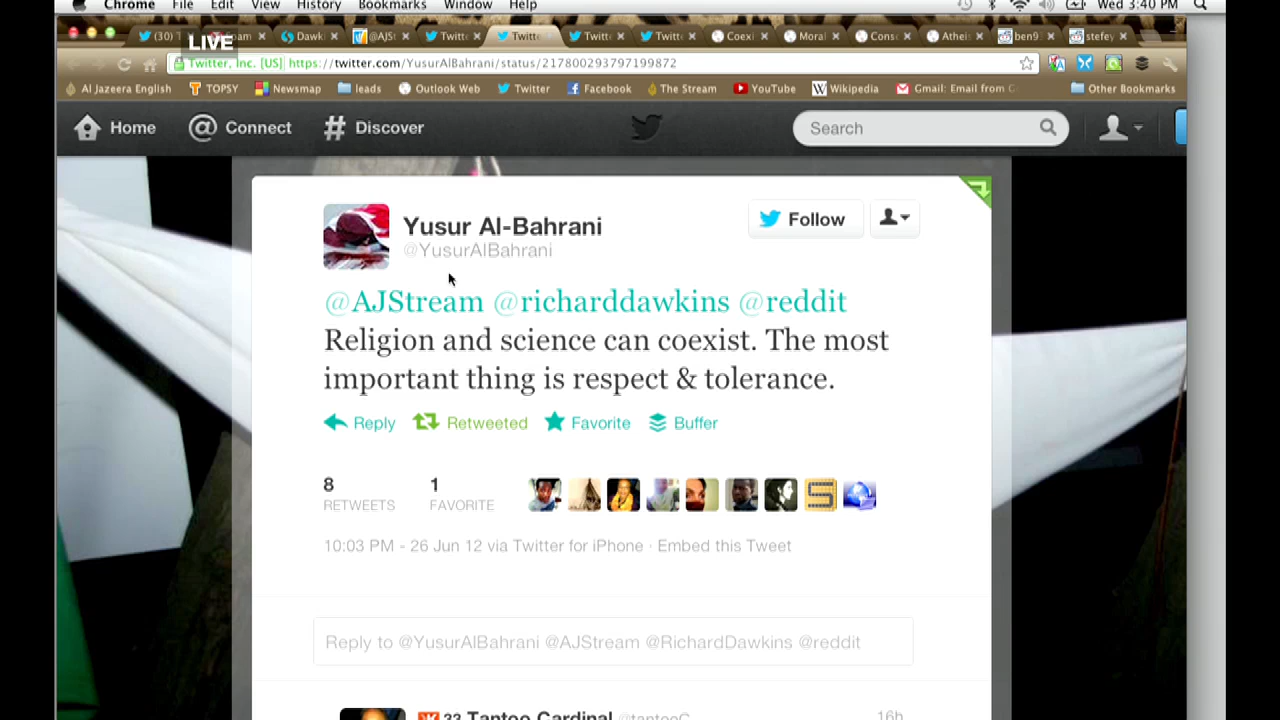 Chrome File Edit View History Bookmarks Window Help Wed 3:40 PM
LIVE
(30) Dawk @AJS Twitt Twitt Twitt Twitt Coexi Moral Cons Atheis ben9 stefey
Twitter, Inc. [US] https://twitter.com/YusurAlBahrani/status/217800293797199872
Al Jazeera English TOPSY Newsmap leads Outlook Web Twitter Facebook The Stream YouTube Wikipedia Gmail: Email from G Other Bookmarks
Home @ Connect # Discover Search
Yusur Al-Bahrani Follow
@YusurAlBahrani
@AJStream @richarddawkins @reddit
Religion and science can coexist. The most
important thing is respect & tolerance.
Reply Retweeted Favorite Buffer
8 1
RETWEETS FAVORITE
10:03 PM - 26 Jun 12 via Twitter for iPhone · Embed this Tweet
Reply to @YusurAlBahrani @AJStream @RichardDawkins @reddit
33 Tantoo Cardinal @tantooC 16h